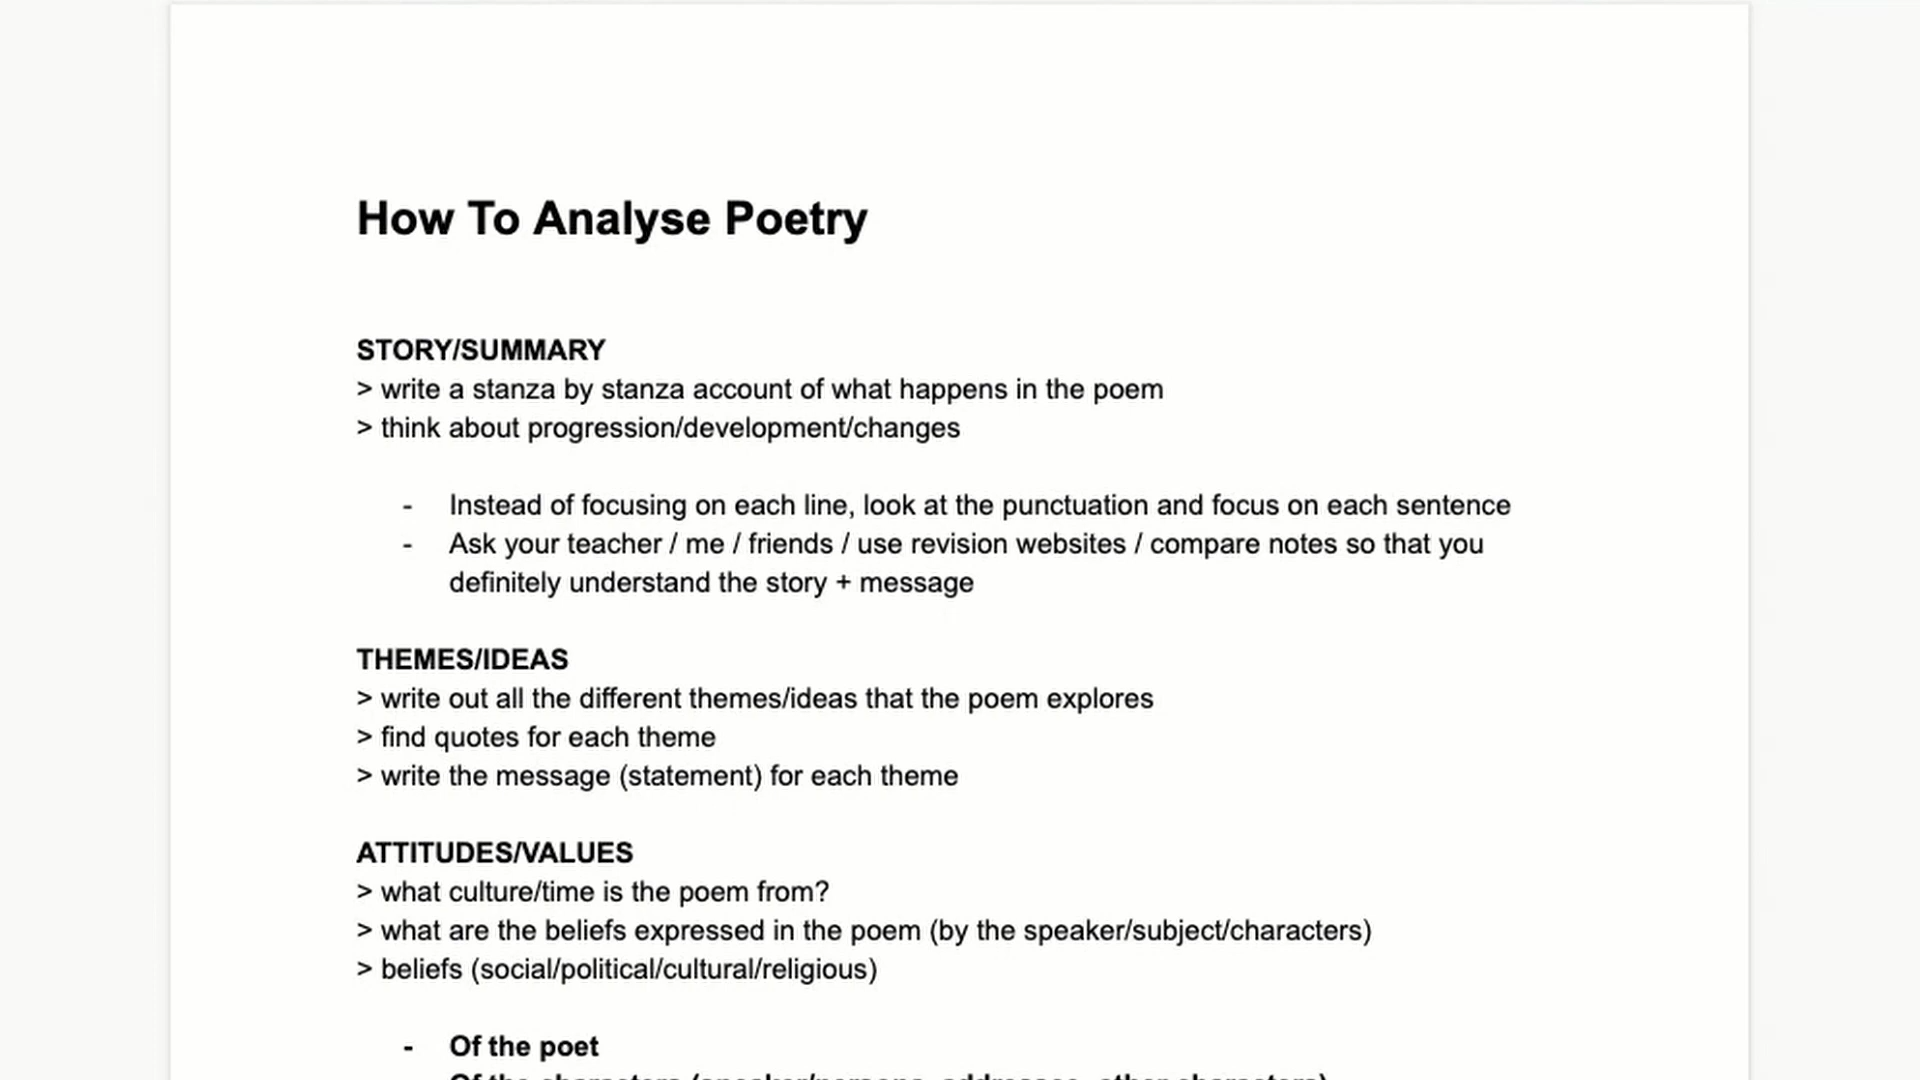 How To Analyse Poetry
STORY/SUMMARY
> write a stanza by stanza account of what happens in the poem
> think about progression/development/changes
- Instead of focusing on each line, look at the punctuation and focus on each sentence
- Ask your teacher / me / friends / use revision websites / compare notes so that you
definitely understand the story + message
THEMES/IDEAS
> write out all the different themes/ideas that the poem explores
> find quotes for each theme
> write the message (statement) for each theme
ATTITUDES/VALUES
> what culture/time is the poem from?
> what are the beliefs expressed in the poem (by the speaker/subject/characters)
> beliefs (social/political/cultural/religious)
- Of the poet